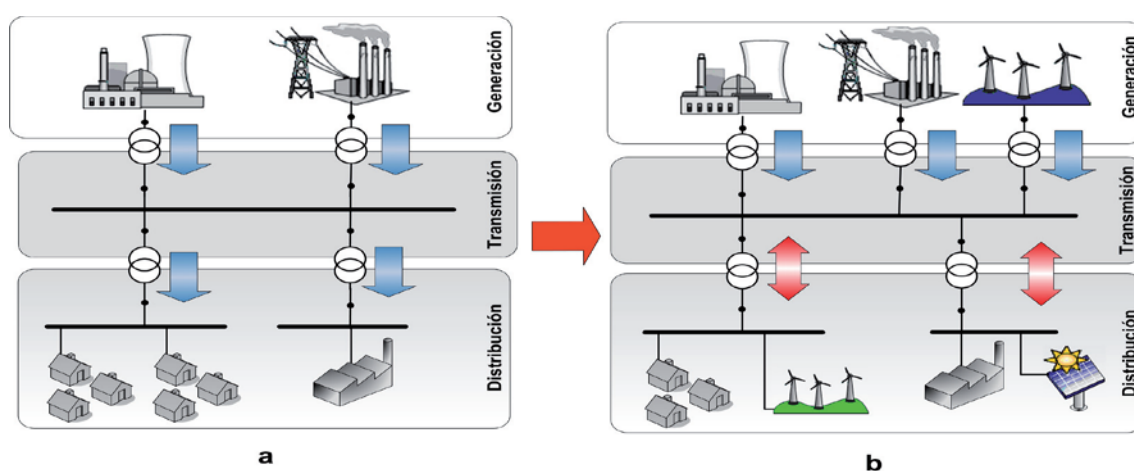 Generación
Transmisión
Distribución
a
Generación
Transmisión
Distribución
b